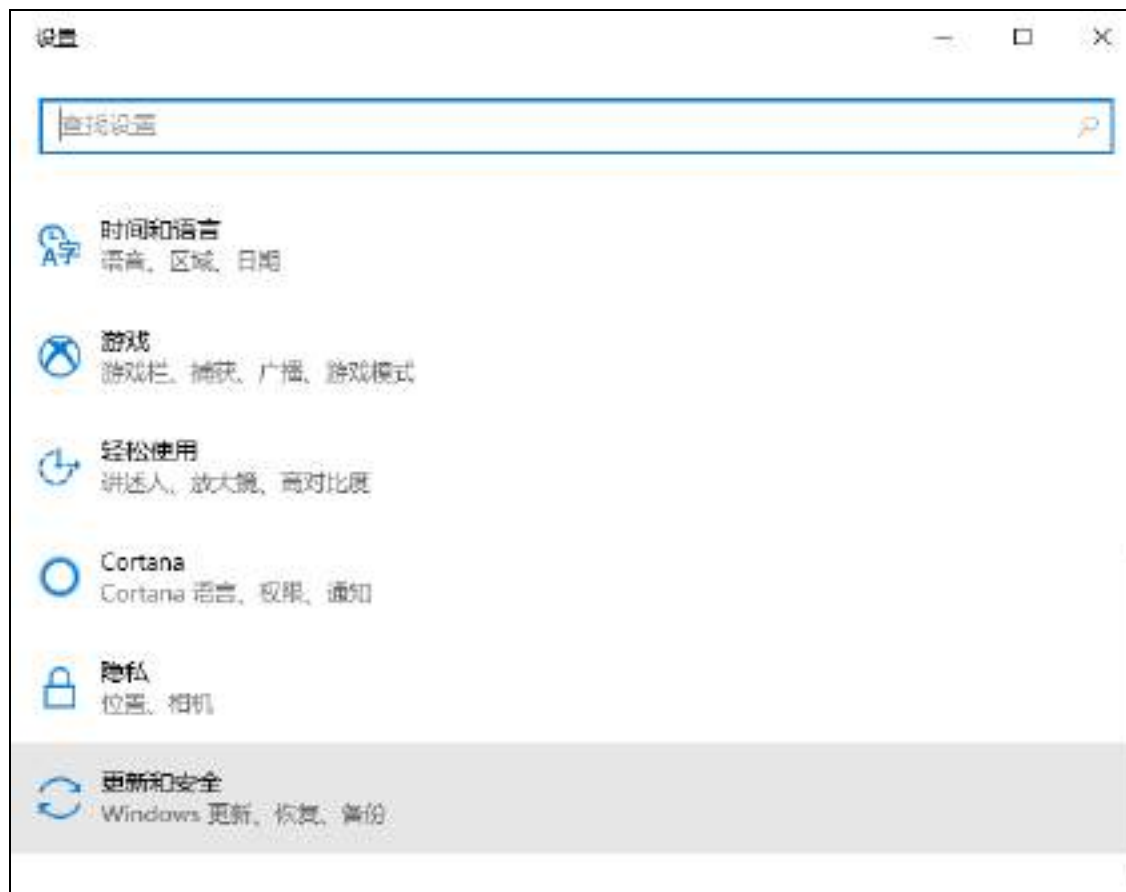 设置
查找设置
时间和语言
语音、区域、日期
游戏
游戏栏、捕获、广播、游戏模式
轻松使用
讲述人、放大镜、高对比度
Cortana
Cortana 语言、权限、通知
隐私
位置、相机
更新和安全
Windows 更新、恢复、备份